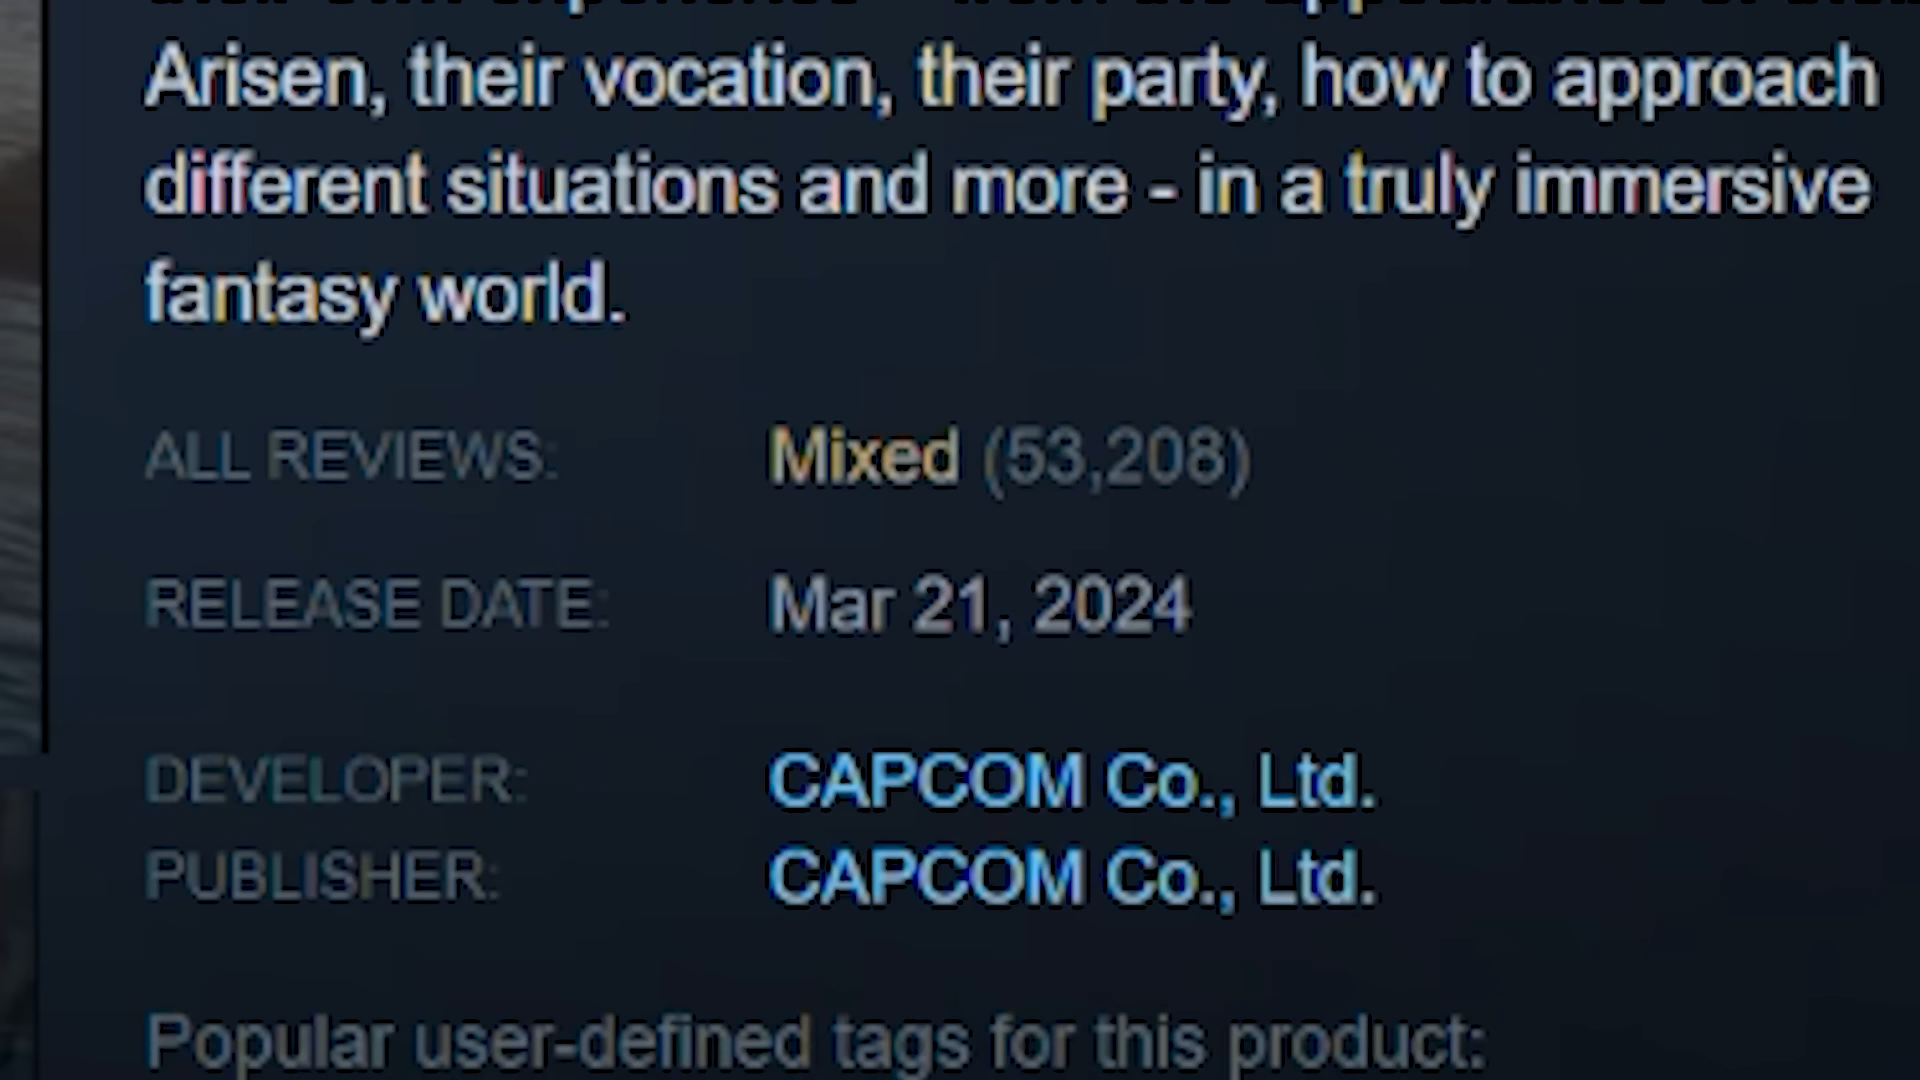 Arisen, their vocation, their party, how to approach
different situations and more - in a truly immersive
fantasy world.
ALL REVIEWS: Mixed (53,208)
RELEASE DATE: Mar 21, 2024
DEVELOPER: CAPCOM Co., Ltd.
PUBLISHER: CAPCOM Co., Ltd.
Popular user-defined tags for this product: